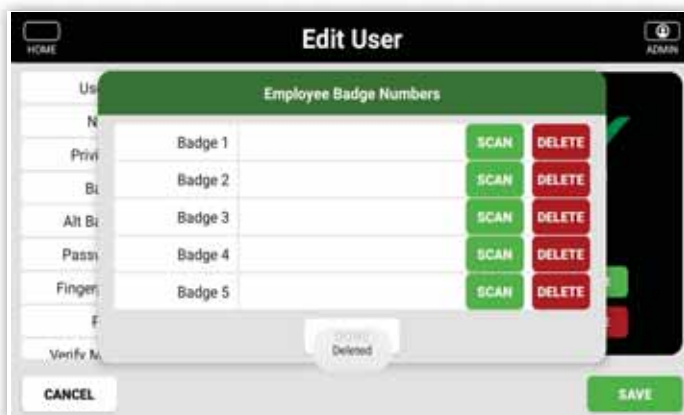 Edit User
HOME
ADMIN
Employee Badge Numbers
Badge 1 SCAN DELETE
Badge 2 SCAN DELETE
Badge 3 SCAN DELETE
Badge 4 SCAN DELETE
Badge 5 SCAN DELETE
Alt
Deleted
CANCEL SAVE